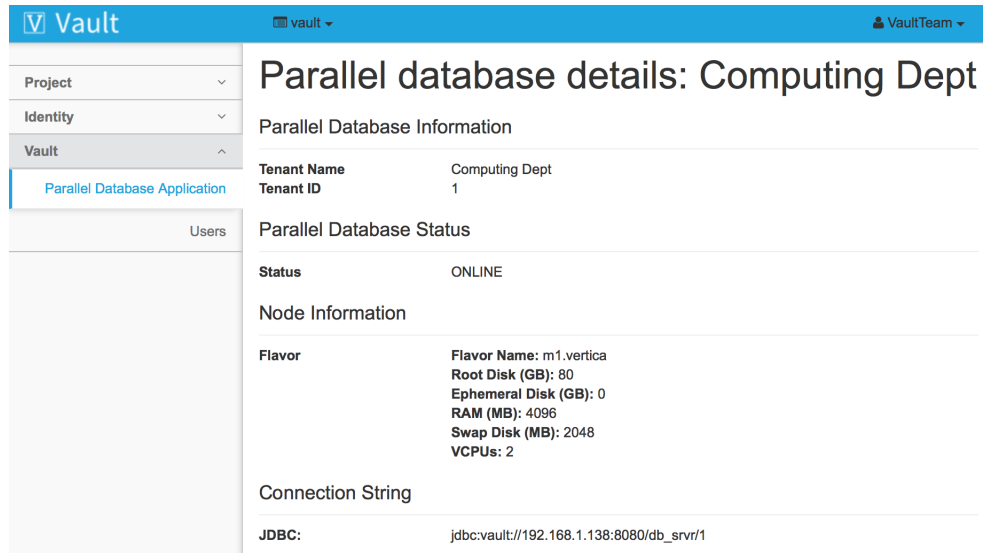 V Vault
vault
VaultTeam
Project
Identity
Vault
Parallel Database Application
Users
Parallel database details: Computing Dept
Parallel Database Information
Tenant Name Computing Dept
Tenant ID 1
Parallel Database Status
Status ONLINE
Node Information
Flavor Flavor Name: m1.vertica
Root Disk (GB): 80
Ephemeral Disk (GB): 0
RAM (MB): 4096
Swap Disk (MB): 2048
VCPUs: 2
Connection String
JDBC: jdbc:vault://192.168.1.138:8080/db_srvr/1